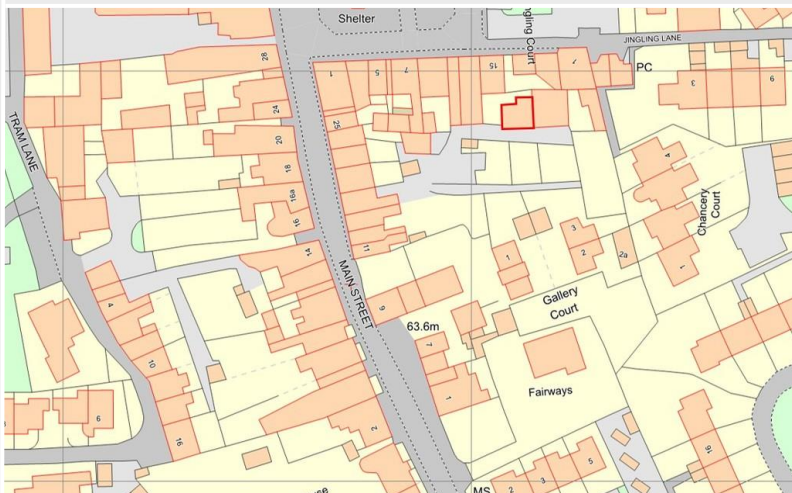 Shelter
ngling Court
JINGLING LANE
28
1
5
7
15
PC
3
9
24
25
TRAM LANE
20
18
16a
16
4
Chancery
Court
14
11
3
2
2a
1
1
MAIN STREET
4
9
63.6m
Gallery
Court
7
10
1
Fairways
6
16
2
5
3
2
16
MS